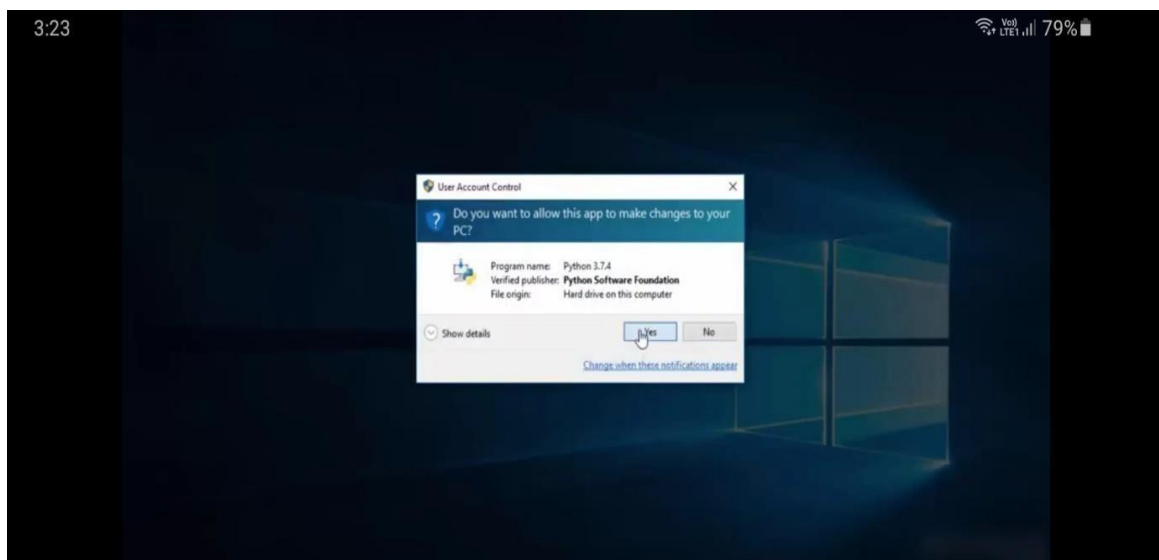 3:23
Vo)
LTE1
79%
User Account Control
Do you want to allow this app to make changes to your
PC?
Program name: Python 3.7.4
Verified publisher: Python Software Foundation
File origin: Hard drive on this computer
Show details
Yes
No
Change when these notifications appear